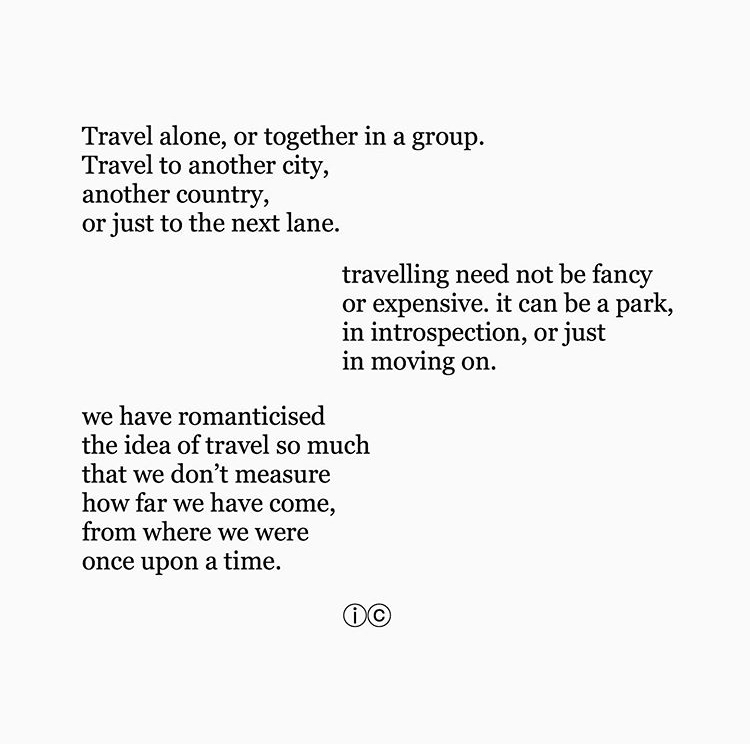 Travel alone, or together in a group.
Travel to another city,
another country,
or just to the next lane.
travelling need not be fancy
or expensive. it can be a park,
in introspection, or just
in moving on.
we have romanticised
the idea of travel so much
that we don’t measure
how far we have come,
from where we were
once upon a time.
ⓘⓒ